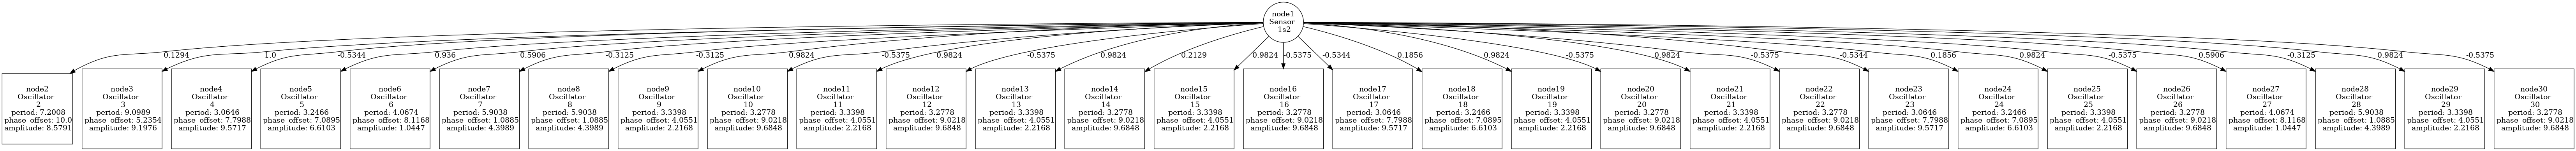 node1
Sensor
1s2
0.1294
1.0
-0.5344
0.936
0.5906
-0.3125
-0.3125
0.9824
-0.5375
0.9824
-0.5375
0.9824
0.2129
0.9824
-0.5375
-0.5344
0.1856
0.9824
-0.5375
0.9824
-0.5375
-0.5344
0.1856
0.9824
-0.5375
0.5906
-0.3125
0.9824
-0.5375
node2
Oscillator
2
period: 7.2008
phase_offset: 10.0
amplitude: 8.5791
node3
Oscillator
3
period: 9.0989
phase_offset: 5.2354
amplitude: 9.1976
node4
Oscillator
4
period: 3.0646
phase_offset: 7.7988
amplitude: 9.5717
node5
Oscillator
5
period: 3.2466
phase_offset: 7.0895
amplitude: 6.6103
node6
Oscillator
6
period: 4.0674
phase_offset: 8.1168
amplitude: 1.0447
node7
Oscillator
7
period: 5.9038
phase_offset: 1.0885
amplitude: 4.3989
node8
Oscillator
8
period: 5.9038
phase_offset: 1.0885
amplitude: 4.3989
node9
Oscillator
9
period: 3.3398
phase_offset: 4.0551
amplitude: 2.2168
node10
Oscillator
10
period: 3.2778
phase_offset: 9.0218
amplitude: 9.6848
node11
Oscillator
11
period: 3.3398
phase_offset: 4.0551
amplitude: 2.2168
node12
Oscillator
12
period: 3.2778
phase_offset: 9.0218
amplitude: 9.6848
node13
Oscillator
13
period: 3.3398
phase_offset: 4.0551
amplitude: 2.2168
node14
Oscillator
14
period: 3.2778
phase_offset: 9.0218
amplitude: 9.6848
node15
Oscillator
15
period: 3.3398
phase_offset: 4.0551
amplitude: 2.2168
node16
Oscillator
16
period: 3.2778
phase_offset: 9.0218
amplitude: 9.6848
node17
Oscillator
17
period: 3.0646
phase_offset: 7.7988
amplitude: 9.5717
node18
Oscillator
18
period: 3.2466
phase_offset: 7.0895
amplitude: 6.6103
node19
Oscillator
19
period: 3.3398
phase_offset: 4.0551
amplitude: 2.2168
node20
Oscillator
20
period: 3.2778
phase_offset: 9.0218
amplitude: 9.6848
node21
Oscillator
21
period: 3.3398
phase_offset: 4.0551
amplitude: 2.2168
node22
Oscillator
22
period: 3.2778
phase_offset: 9.0218
amplitude: 9.6848
node23
Oscillator
23
period: 3.0646
phase_offset: 7.7988
amplitude: 9.5717
node24
Oscillator
24
period: 3.2466
phase_offset: 7.0895
amplitude: 6.6103
node25
Oscillator
25
period: 3.3398
phase_offset: 4.0551
amplitude: 2.2168
node26
Oscillator
26
period: 3.2778
phase_offset: 9.0218
amplitude: 9.6848
node27
Oscillator
27
period: 4.0674
phase_offset: 8.1168
amplitude: 1.0447
node28
Oscillator
28
period: 5.9038
phase_offset: 1.0885
amplitude: 4.3989
node29
Oscillator
29
period: 3.3398
phase_offset: 4.0551
amplitude: 2.2168
node30
Oscillator
30
period: 3.2778
phase_offset: 9.0218
amplitude: 9.6848